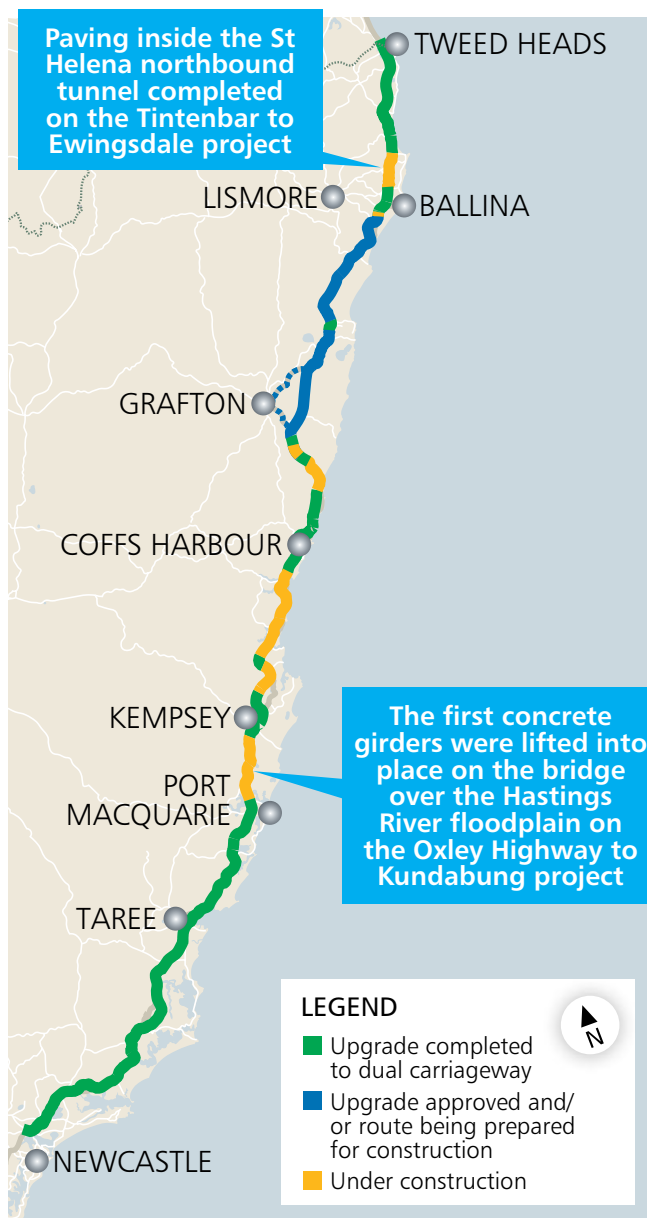 Paving inside the St
Helena northbound
tunnel completed
on the Tintenbar to
Ewingsdale project
TWEED HEADS
LISMORE
BALLINA
GRAFTON
COFFS HARBOUR
KEMPSEY
PORT
MACQUARIE
The first concrete
girders were lifted into
place on the bridge
over the Hastings
River floodplain on
the Oxley Highway to
Kundabung project
TAREE
NEWCASTLE
LEGEND
N
Upgrade completed
to dual carriageway
Upgrade approved and/
or route being prepared
for construction
Under construction